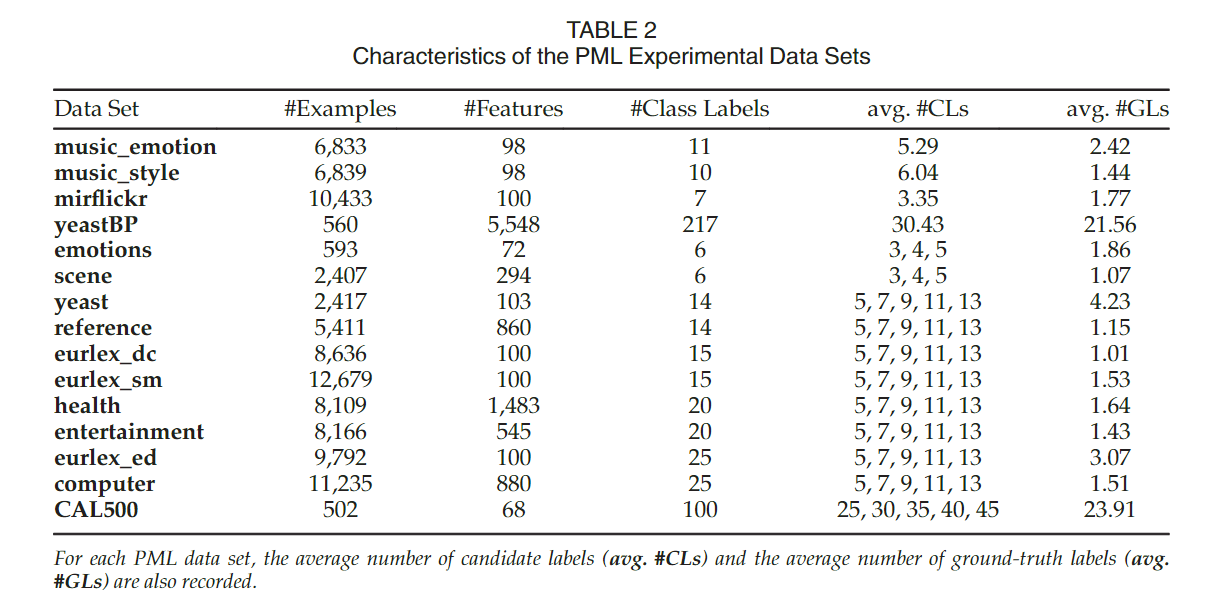 TABLE 2
Characteristics of the PML Experimental Data Sets
Data Set #Examples #Features #Class Labels avg. #CLs avg. #GLs
music_emotion 6,833 98 11 5.29 2.42
music_style 6,839 98 10 6.04 1.44
mirflickr 10,433 100 7 3.35 1.77
yeastBP 560 5,548 217 30.43 21.56
emotions 593 72 6 3, 4, 5 1.86
scene 2,407 294 6 3, 4, 5 1.07
yeast 2,417 103 14 5, 7, 9, 11, 13 4.23
reference 5,411 860 14 5, 7, 9, 11, 13 1.15
eurlex_dc 8,636 100 15 5, 7, 9, 11, 13 1.01
eurlex_sm 12,679 100 15 5, 7, 9, 11, 13 1.53
health 8,109 1,483 20 5, 7, 9, 11, 13 1.64
entertainment 8,166 545 20 5, 7, 9, 11, 13 1.43
eurlex_ed 9,792 100 25 5, 7, 9, 11, 13 3.07
computer 11,235 880 25 5, 7, 9, 11, 13 1.51
CAL500 502 68 100 25, 30, 35, 40, 45 23.91
For each PML data set, the average number of candidate labels (avg. #CLs) and the average number of ground-truth labels (avg.
#GLs) are also recorded.